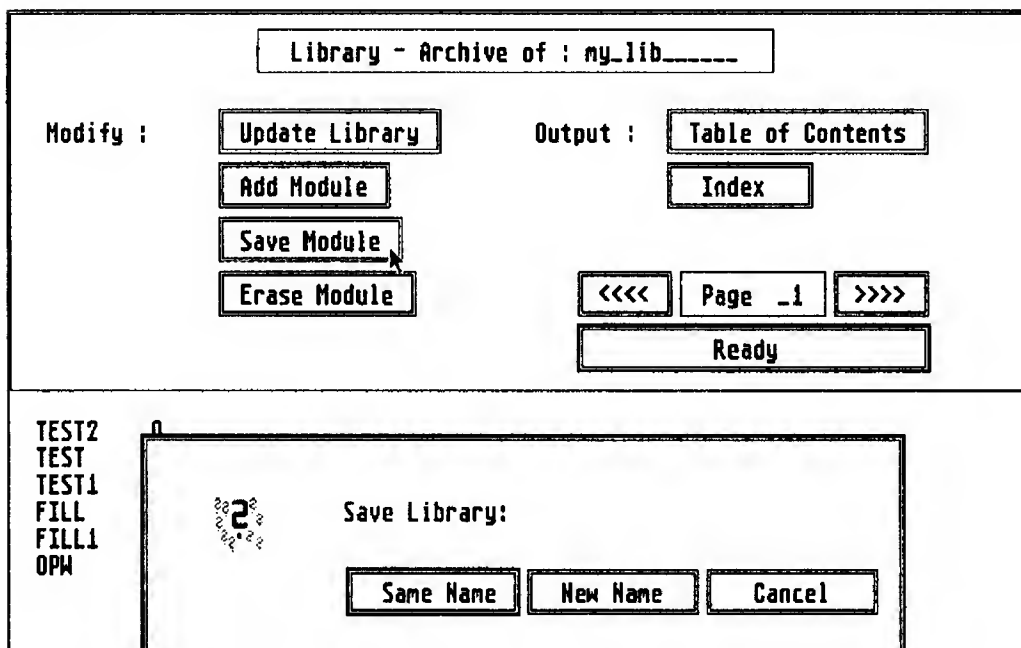 Library - Archive of : my_lib______
Modify :
Update Library
Output :
Table of Contents
Add Module
Index
Save Module
Erase Module
<<<<
Page _1
>>>>
Ready
TEST2
TEST
TEST1
FILL
FILL1
OPW
Save Library:
Same Name
New Name
Cancel